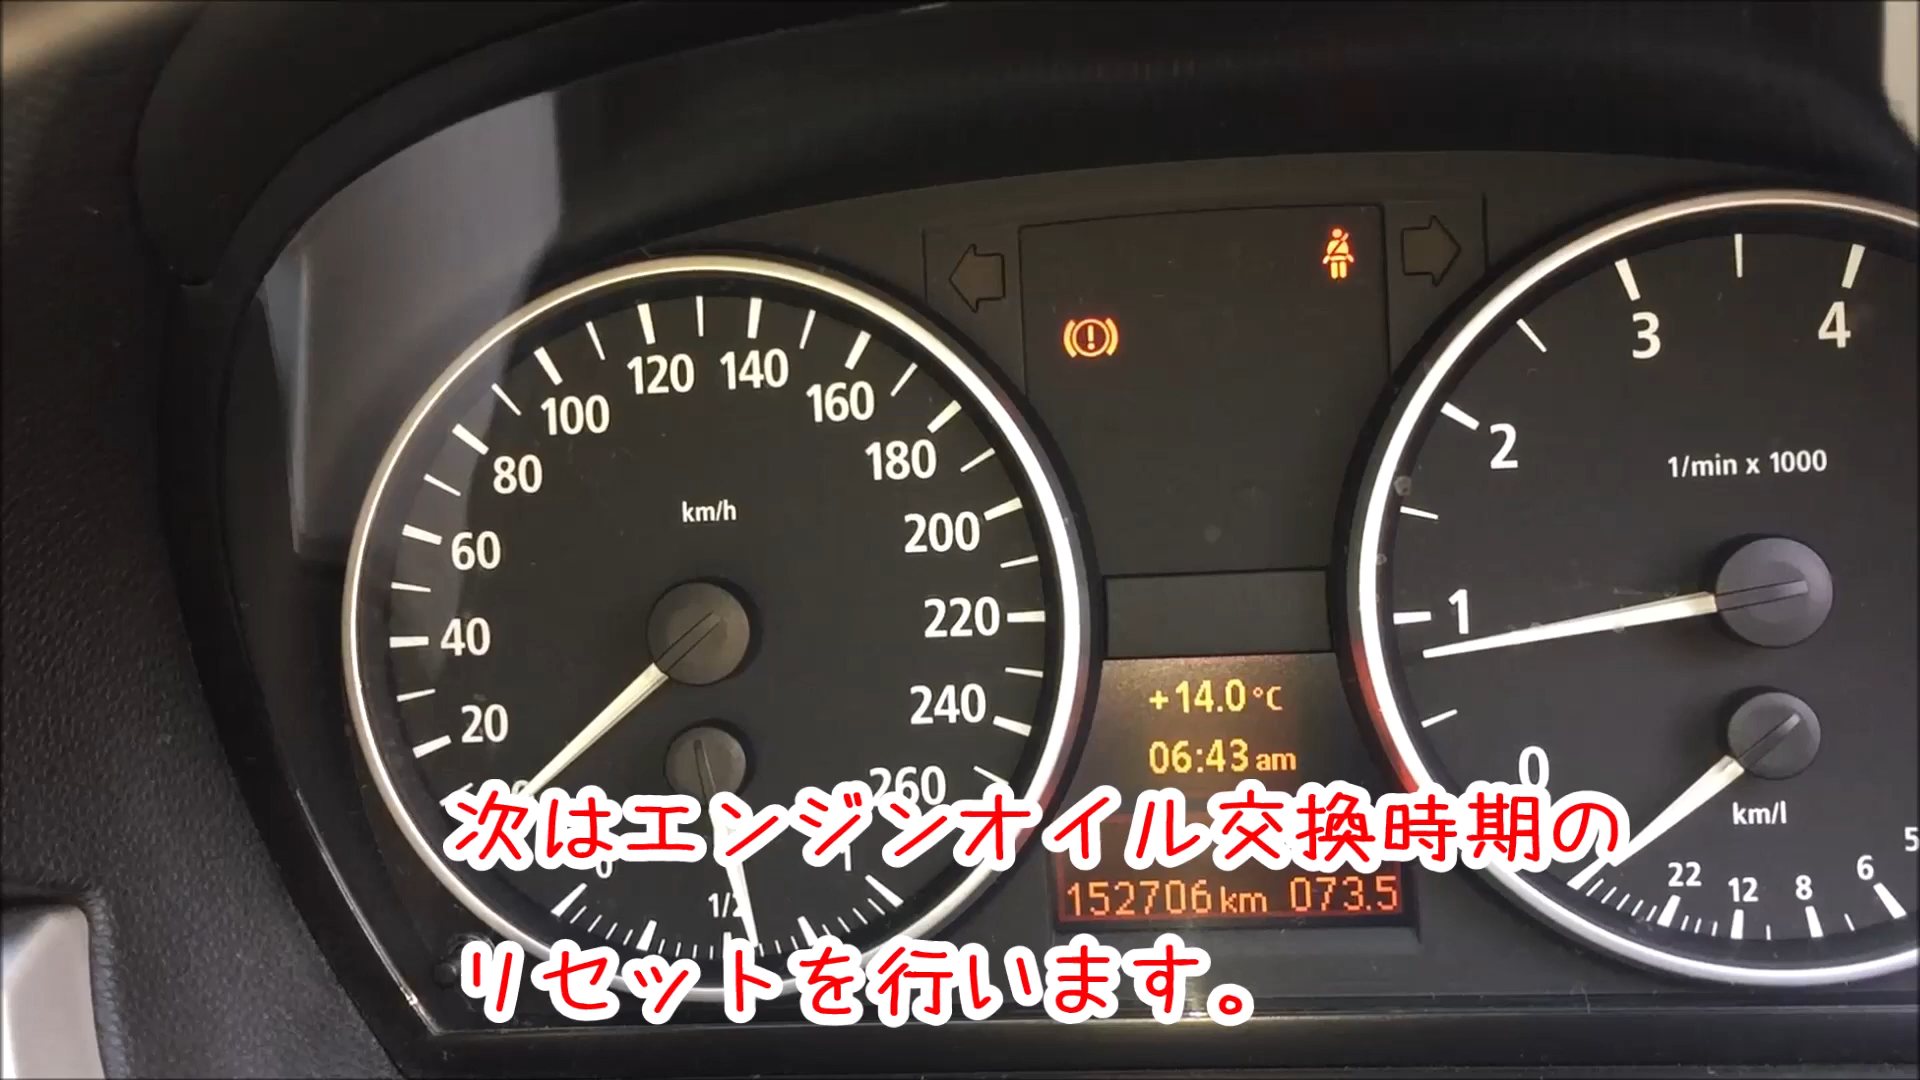 120 140
100 160
80 180
60 200
40 220
20 240
260
km/h
0 1/2 1
3 4
2
1/min x 1000
1
0
km/l
22 12 8 6 5
+14.0°C
06:43 am
152706 km 073.5
次はエンジンオイル交換時期の
リセットを行います。